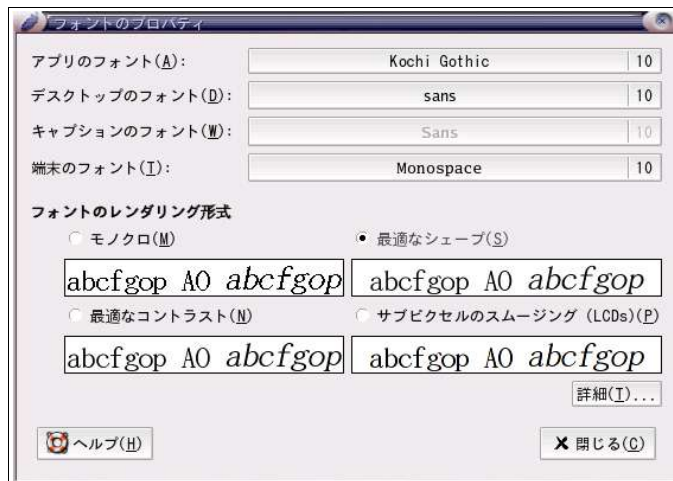 フォントのプロパティ
アプリのフォント(A): Kochi Gothic 10
デスクトップのフォント(D): sans 10
キャプションのフォント(W): Sans 10
端末のフォント(T): Monospace 10
フォントのレンダリング形式
モノクロ(M) 最適なシェープ(S)
abcfgop AO abcfgop abcfgop AO abcfgop
最適なコントラスト(N) サブピクセルのスムージング (LCDs)(P)
abcfgop AO abcfgop abcfgop AO abcfgop
詳細(T)...
ヘルプ(H) 閉じる(C)